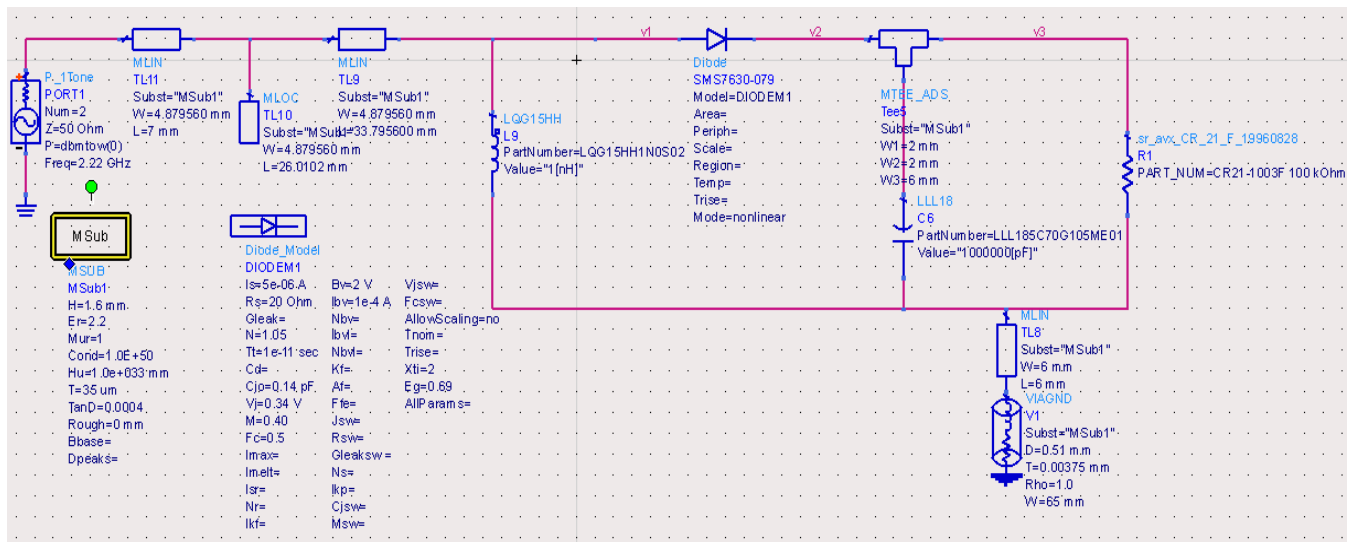 v1
v2
v3
P_1Tone
PORT1
Num=2
Z=50 Ohm
P=dbmtow(0)
Freq=2.22 GHz
MLIN
TL11
Subst="MSub1"
W=4.879560 mm
L=7 mm
MLOC
TL10
Subst="MSub1"
W=4.879560 mm
L=26.0102 mm
MLIN
TL9
Subst="MSub1"
W=4.879560 mm
L=33.795600 mm
LQG15HH
L9
PartNumber=LQG15HH1N0S02
Value="1[nH]"
Diode
SMS7630-079
Model=DIODEM1
Area=
Periph=
Scale=
Region=
Temp=
Trise=
Mode=nonlinear
MTEE_ADS
Tee5
Subst="MSub1"
W1=2 mm
W2=2 mm
W3=6 mm
LLL18
C6
PartNumber=LLL185C70G105ME01
Value="1000000[pF]"
sr_avx_CR_21_F_19960828
R1
PART_NUM=CR21-1003F 100 kOhm
MSub
MSUB
MSub1
H=1.6 mm
Er=2.2
Mur=1
Cond=1.0E+50
Hu=1.0e+033 mm
T=35 um
TanD=0.0004
Rough=0 mm
Bbase=
Dpeaks=
Diode_Model
DIODEM1
Is=5e-06 A
Rs=20 Ohm
Gleak=
N=1.05
Tt=1e-11 sec
Cd=
Cjo=0.14 pF
Vj=0.34 V
M=0.40
Fc=0.5
Imax=
Imelt=
Isr=
Nr=
Ikf=
Bv=2 V
Ibv=1e-4 A
Nbv=
Ibvl=
Nbvl=
Kf=
Af=
Ffe=
Jsw=
Rsw=
Gleaksw=
Ns=
Ikp=
Cjsw=
Msw=
Vjsw=
Fcsw=
AllowScaling=no
Tnom=
Trise=
Xti=2
Eg=0.69
AllParams=
MLIN
TL8
Subst="MSub1"
W=6 mm
L=6 mm
VIAGND
V1
Subst="MSub1"
D=0.51 mm
T=0.00375 mm
Rho=1.0
W=65 mm